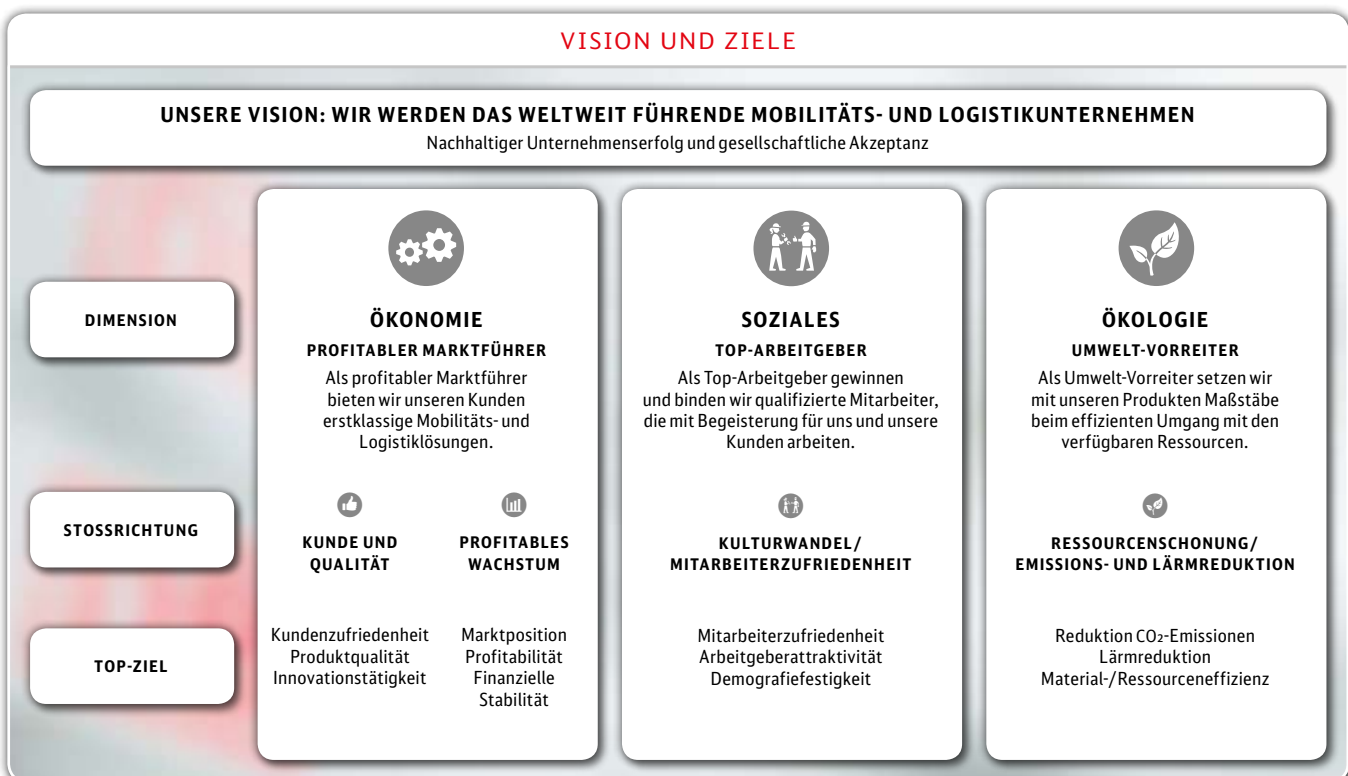 VISION UND ZIELE
UNSERE VISION: WIR WERDEN DAS WELTWEIT FÜHRENDE MOBILITÄTS- UND LOGISTIKUNTERNEHMEN
Nachhaltiger Unternehmenserfolg und gesellschaftliche Akzeptanz
DIMENSION
ÖKONOMIE
PROFITABLER MARKTFÜHRER
Als profitabler Marktführer
bieten wir unseren Kunden
erstklassige Mobilitäts- und
Logistiklösungen.
SOZIALES
TOP-ARBEITGEBER
Als Top-Arbeitgeber gewinnen
und binden wir qualifizierte Mitarbeiter,
die mit Begeisterung für uns und unsere
Kunden arbeiten.
ÖKOLOGIE
UMWELT-VORREITER
Als Umwelt-Vorreiter setzen wir
mit unseren Produkten Maßstäbe
beim effizienten Umgang mit den
verfügbaren Ressourcen.
STOSSRICHTUNG
KUNDE UND
QUALITÄT
PROFITABLES
WACHSTUM
KULTURWANDEL/
MITARBEITERZUFRIEDENHEIT
RESSOURCENSCHONUNG/
EMISSIONS- UND LÄRMREDUKTION
TOP-ZIEL
Kundenzufriedenheit
Produktqualität
Innovationstätigkeit
Marktposition
Profitabilität
Finanzielle
Stabilität
Mitarbeiterzufriedenheit
Arbeitgeberattraktivität
Demografiefestigkeit
Reduktion CO₂-Emissionen
Lärmreduktion
Material-/Ressourceneffizienz